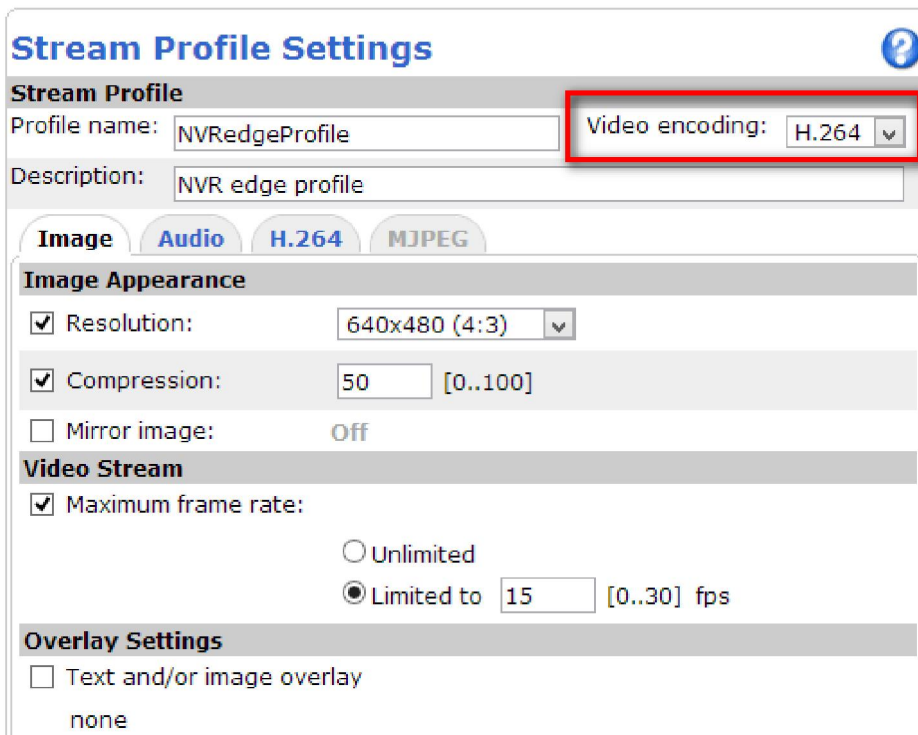 Stream Profile Settings
?
Stream Profile
Profile name: NVRedgeProfile Video encoding: H.264
Description: NVR edge profile
Image Audio H.264 MJPEG
Image Appearance
Resolution: 640x480 (4:3)
Compression: 50 [0..100]
Mirror image: Off
Video Stream
Maximum frame rate:
Unlimited
Limited to 15 [0..30] fps
Overlay Settings
Text and/or image overlay
none